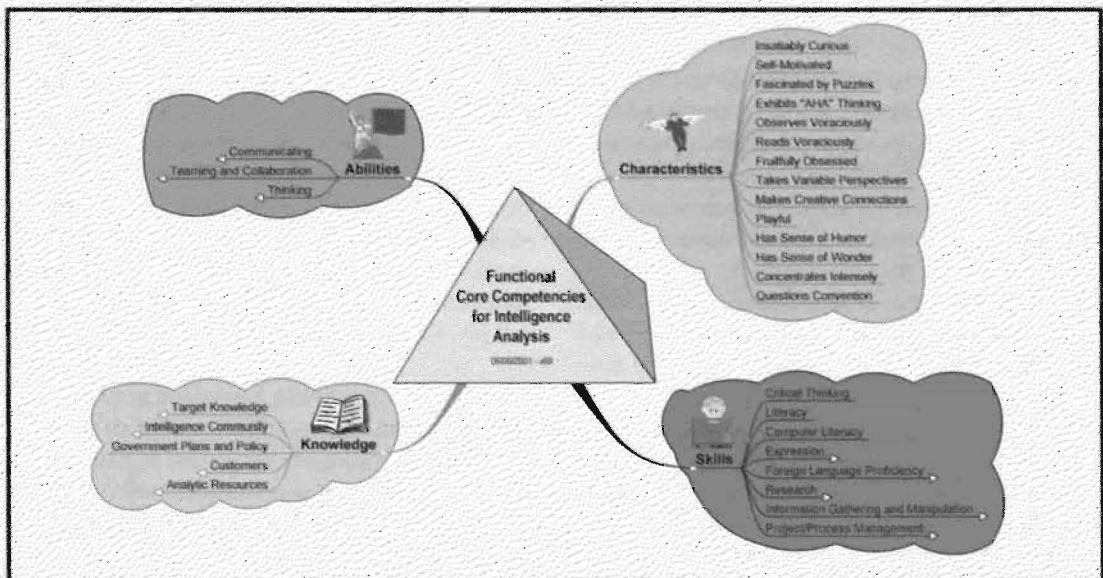 Communicating
Teaming and Collaboration
Thinking
Abilities
Characteristics
Insatiably Curious
Self-Motivated
Fascinated by Puzzles
Exhibits "AHA" Thinking
Observes Voraciously
Reads Voraciously
Fruitfully Obsessed
Takes Variable Perspectives
Makes Creative Connections
Playful
Has Sense of Humor
Has Sense of Wonder
Concentrates Intensely
Questions Convention
Functional
Core Competencies
for Intelligence
Analysis
Target Knowledge
Intelligence Community
Government Plans and Policy
Customers
Analytic Resources
Knowledge
Skills
Critical Thinking
Literacy
Computer Literacy
Expression
Foreign Language Proficiency
Research
Information Gathering and Manipulation
Project/Process Management